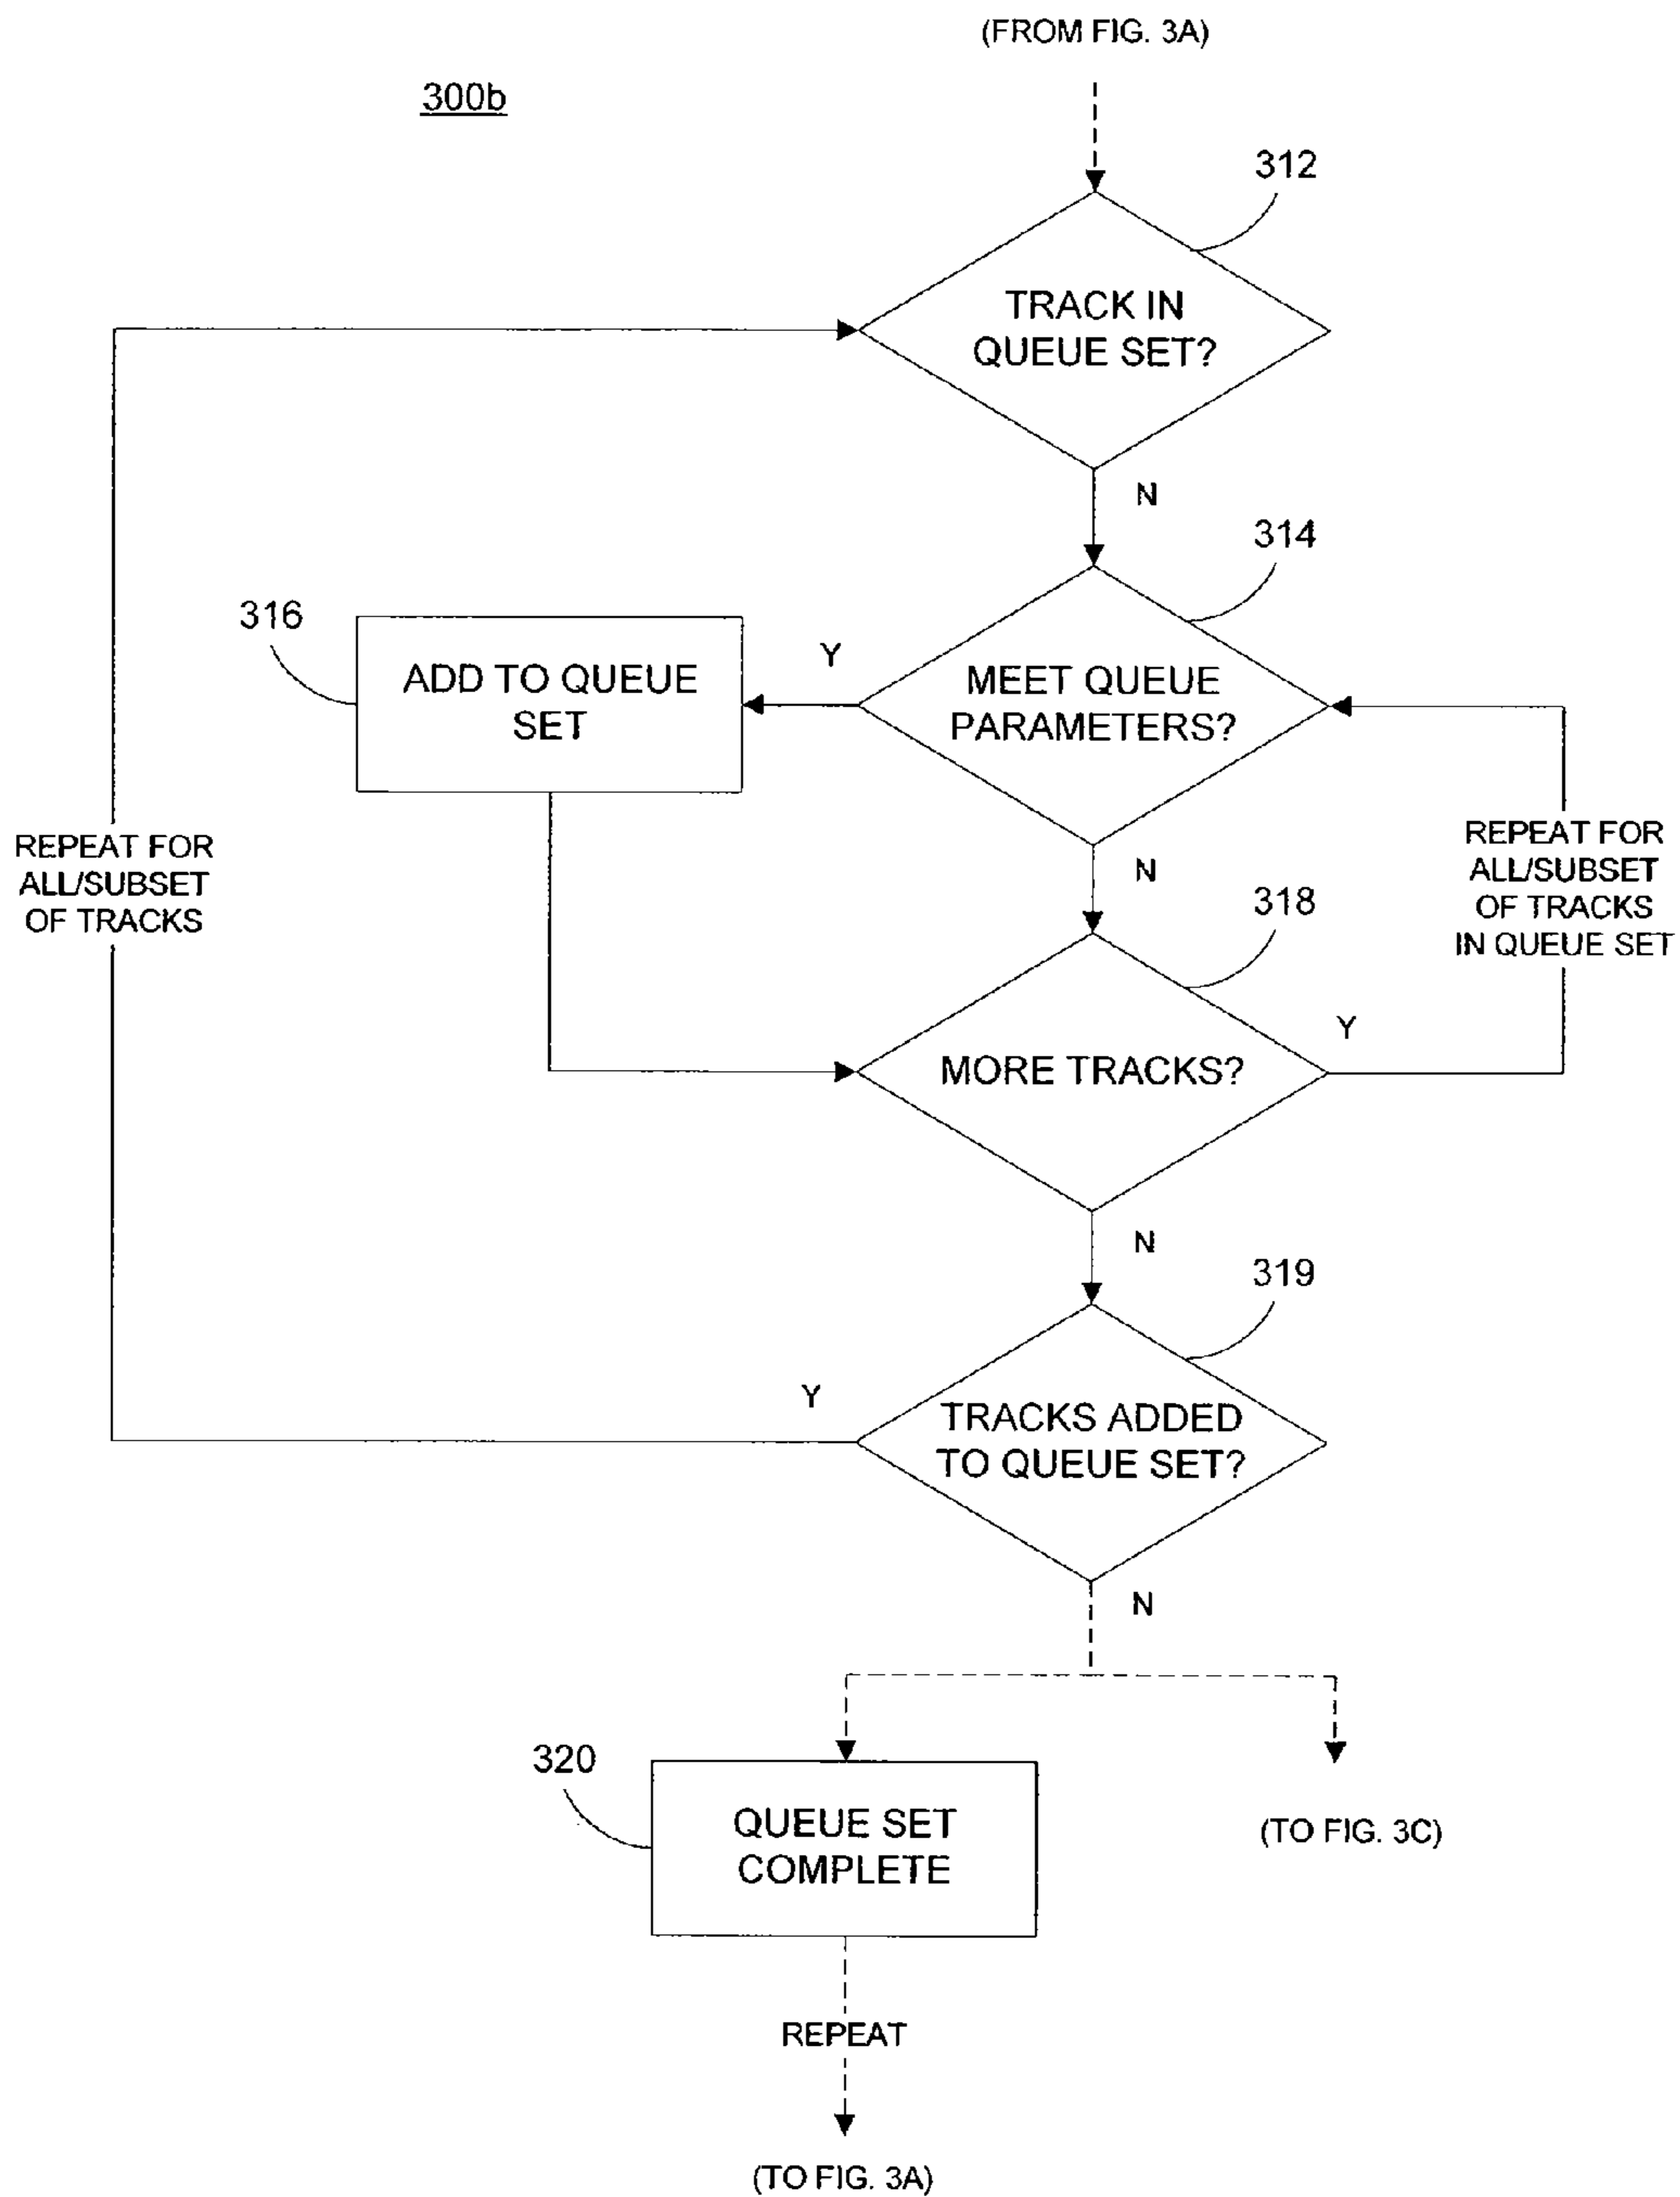 (FROM FIG. 3A)
300b
312
TRACK IN
QUEUE SET?
N
314
316
Y
ADD TO QUEUE
SET
MEET QUEUE
PARAMETERS?
REPEAT FOR
ALL/SUBSET
OF TRACKS
REPEAT FOR
ALL/SUBSET
OF TRACKS
IN QUEUE SET
N
318
Y
MORE TRACKS?
N
319
Y
TRACKS ADDED
TO QUEUE SET?
N
320
QUEUE SET
COMPLETE
(TO FIG. 3C)
REPEAT
(TO FIG. 3A)